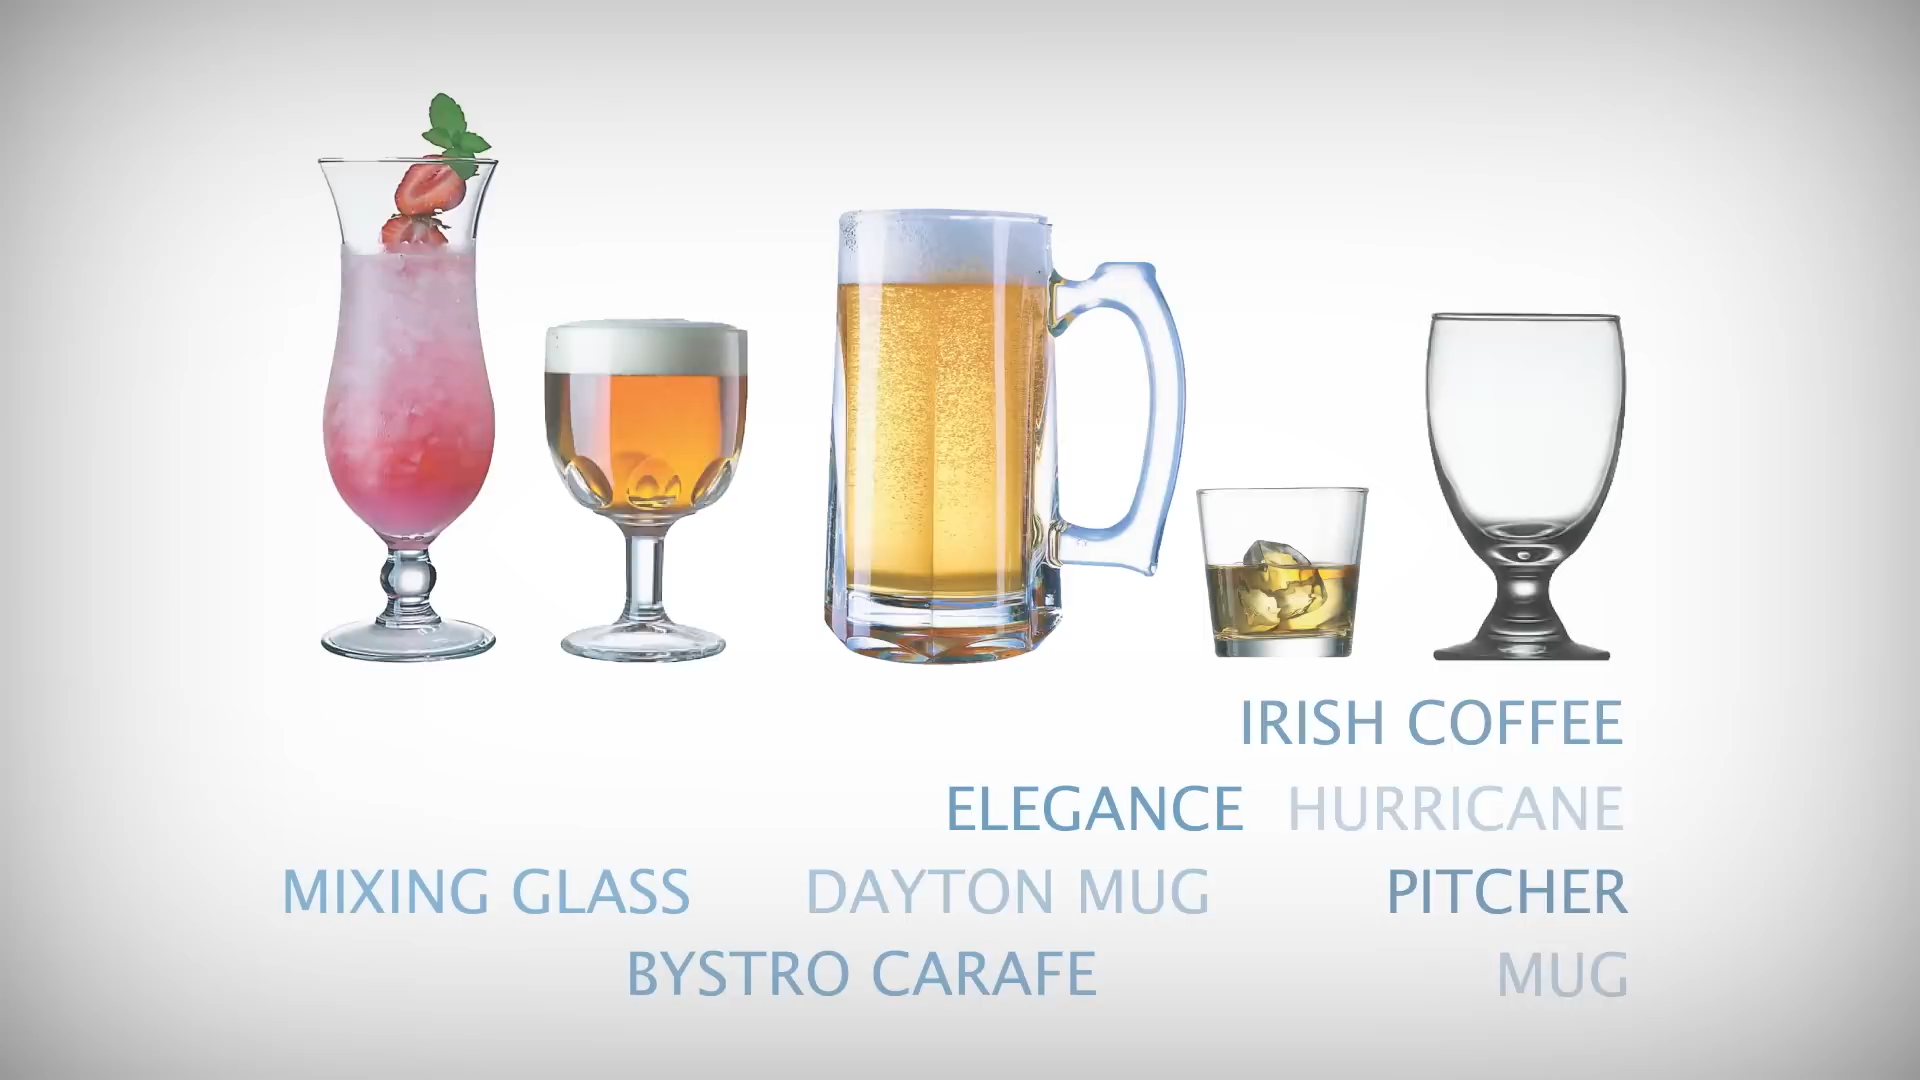 IRISH COFFEE
ELEGANCE HURRICANE
MIXING GLASS DAYTON MUG PITCHER
BYSTRO CARAFE MUG